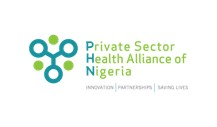 Private Sector
Health Alliance of
Nigeria
INNOVATION | PARTNERSHIPS | SAVING LIVES